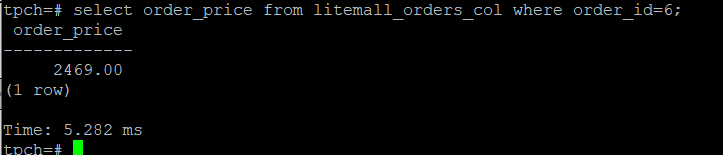 tpch=# select order_price from litemall_orders_col where order_id=6;
 order_price
-------------
     2469.00
(1 row)

Time: 5.282 ms
tpch=#